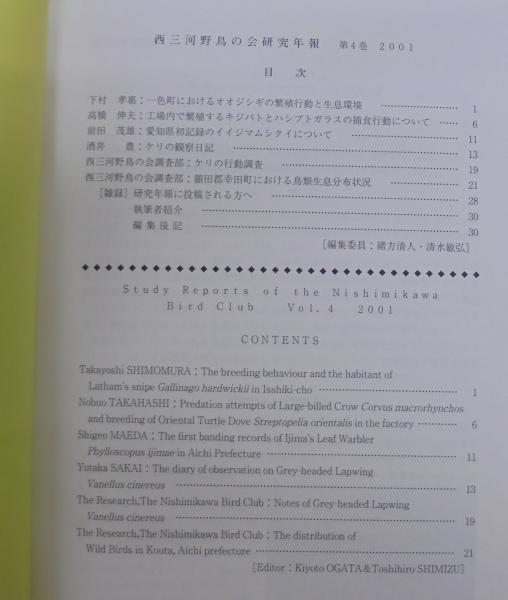 西三河野鳥の会研究年報 第4巻 2001
目 次
下村 孝嘉：一色町におけるオオジシギの繁殖行動と生息環境 …………………… 1
高橋 伸夫：工場内で繁殖するキジバトとハシブトガラスの捕食行動について …… 6
前田 茂雄：愛知県初記録のイイジマムシクイについて …………………… 11
酒井 豊：ケリの観察日記 …………………… 13
西三河野鳥の会調査部：ケリの行動調査 …………………… 19
西三河野鳥の会調査部：額田郡幸田町における鳥類生息分布状況 …………………… 21
［雑録］研究年報に投稿される方へ …………………… 28
執筆者紹介 …………………… 30
編集後記 …………………… 30
［編集委員：緒方清人・清水敏弘］
Study Reports of the Nishimikawa
Bird Club Vol.4 2001
CONTENTS
Takayoshi SHIMOMURA：The breeding behaviour and the habitant of
Latham's snipe Gallinago hardwickii in Isshiki-cho …………………… 1
Nobuo TAKAHASHI：Predation attempts of Large-billed Crow Corvus macrorhynchos
and breeding of Oriental Turtle Dove Streptopelia orientalis in the factory ………… 6
Shigeo MAEDA：The first banding records of Ijima's Leaf Warbler
Phylloscopus ijimae in Aichi Prefecture …………………… 11
Yutaka SAKAI：The diary of observation on Grey-headed Lapwing
Vanellus cinereus …………………… 13
The Research,The Nishimikawa Bird Club：Notes of Grey-headed Lapwing
Vanellus cinereus …………………… 19
The Research,The Nishimikawa Bird Club：The distribution of
Wild Birds in Kouta, Aichi prefecture …………………… 21
[Editor：Kiyoto OGATA＆Toshihiro SHIMIZU]